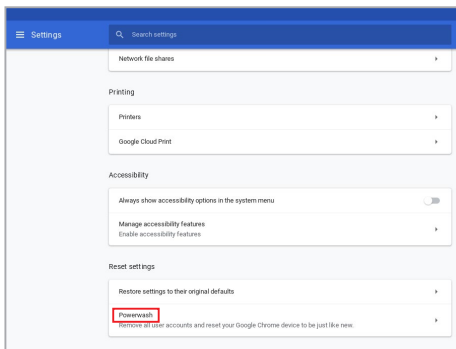 Settings
Search settings
Network file shares
Printing
Printers
Google Cloud Print
Accessibility
Always show accessibility options in the system menu
Manage accessibility features
Enable accessibility features
Reset settings
Restore settings to their original defaults
Powerwash
Remove all user accounts and reset your Google Chrome device to be just like new.